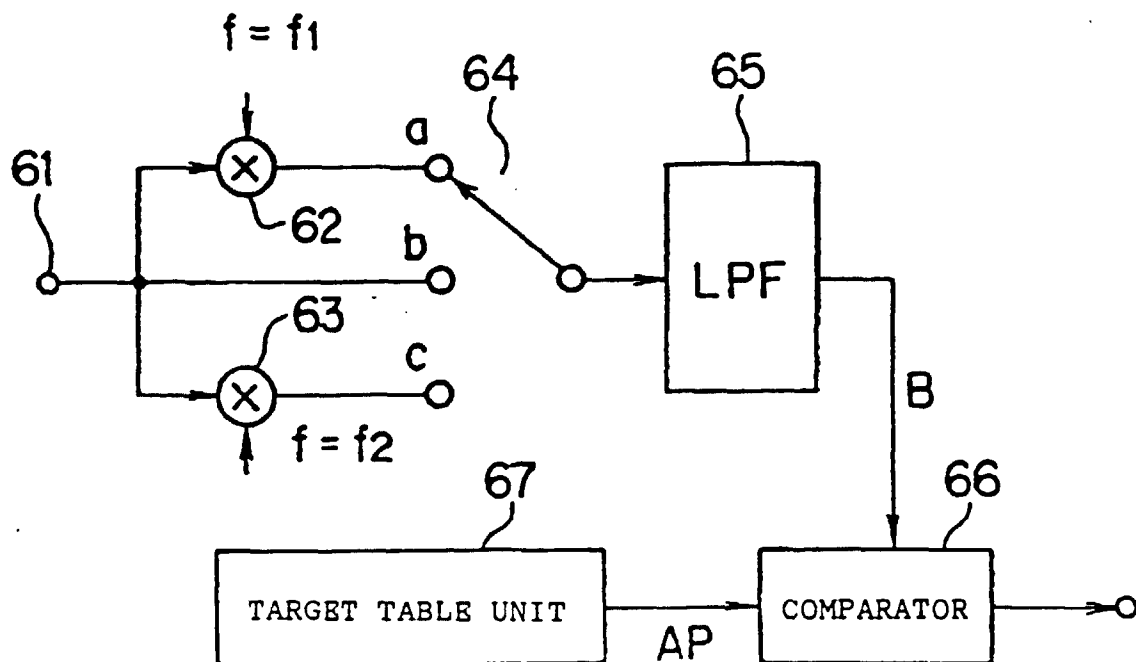 f = f1
64
65
a
61
62
b
LPF
63
c
B
f = f2
67
66
TARGET TABLE UNIT
COMPARATOR
AP